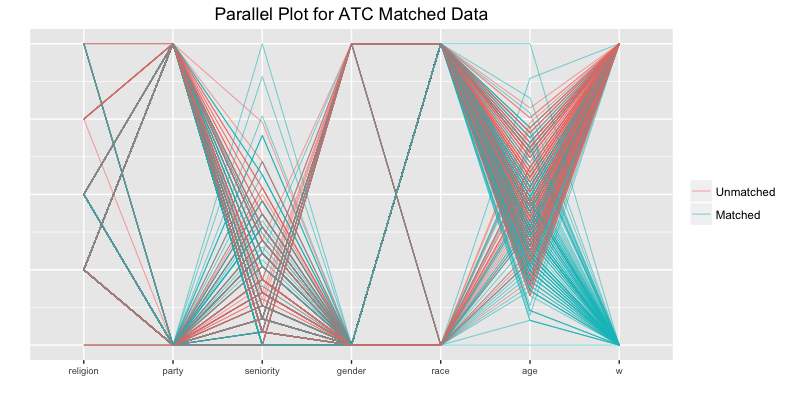 Parallel Plot for ATC Matched Data
Unmatched
Matched
religion party seniority gender race age w